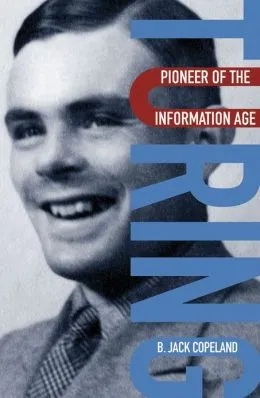 TURING
PIONEER OF THE
INFORMATION AGE
B. JACK COPELAND